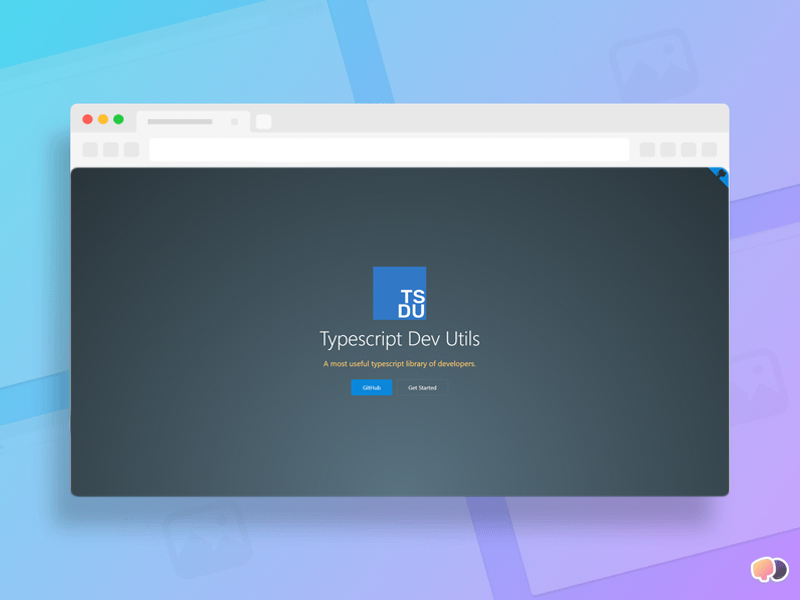 TS
DU
Typescript Dev Utils
A most useful typescript library of developers.
GitHub
Get Started